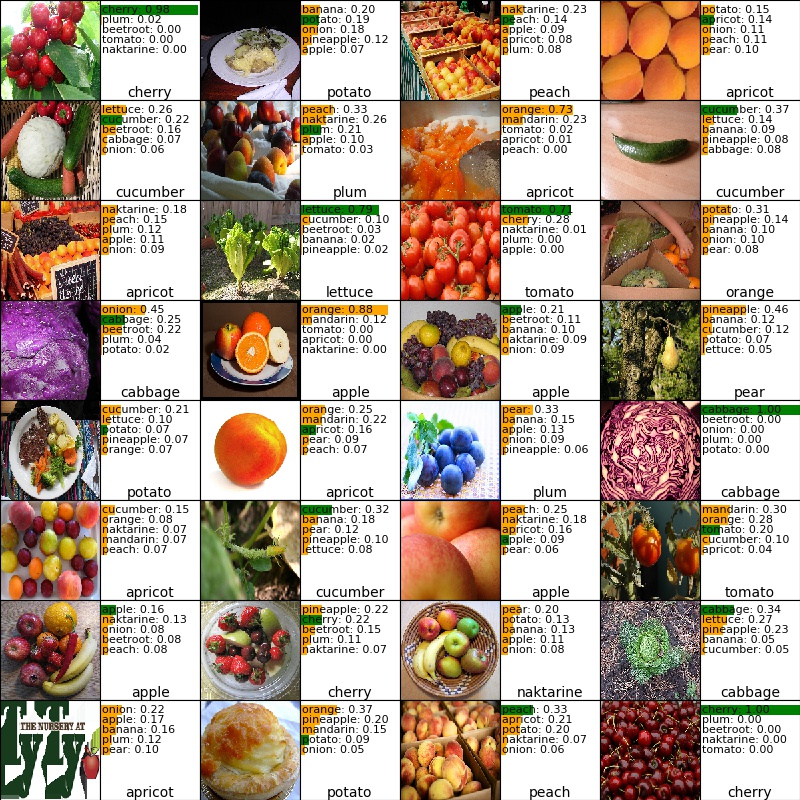 cherry: 0.98
plum: 0.02
beetroot: 0.00
tomato: 0.00
naktarine: 0.00
cherry
banana: 0.20
potato: 0.19
onion: 0.18
pineapple: 0.12
apple: 0.07
potato
naktarine: 0.23
peach: 0.14
apple: 0.09
apricot: 0.08
plum: 0.08
peach
potato: 0.15
apricot: 0.14
onion: 0.11
peach: 0.11
pear: 0.10
apricot
lettuce: 0.26
cucumber: 0.22
beetroot: 0.16
cabbage: 0.07
onion: 0.06
cucumber
peach: 0.33
naktarine: 0.26
plum: 0.21
apple: 0.10
tomato: 0.03
plum
orange: 0.73
mandarin: 0.23
tomato: 0.02
apricot: 0.01
peach: 0.00
apricot
cucumber: 0.37
lettuce: 0.14
banana: 0.09
pineapple: 0.08
cabbage: 0.08
cucumber
naktarine: 0.18
peach: 0.15
plum: 0.12
apple: 0.11
onion: 0.09
apricot
lettuce: 0.79
cucumber: 0.10
beetroot: 0.03
banana: 0.02
pineapple: 0.02
lettuce
tomato: 0.71
cherry: 0.28
naktarine: 0.01
plum: 0.00
apple: 0.00
tomato
potato: 0.31
pineapple: 0.14
banana: 0.10
onion: 0.10
pear: 0.08
orange
onion: 0.45
cabbage: 0.25
beetroot: 0.22
plum: 0.04
potato: 0.02
cabbage
orange: 0.88
mandarin: 0.12
tomato: 0.00
apricot: 0.00
naktarine: 0.00
apple
apple: 0.21
beetroot: 0.11
banana: 0.10
naktarine: 0.09
onion: 0.09
apple
pineapple: 0.46
banana: 0.12
cucumber: 0.12
potato: 0.07
lettuce: 0.05
pear
cucumber: 0.21
lettuce: 0.10
potato: 0.07
pineapple: 0.07
orange: 0.07
potato
orange: 0.25
mandarin: 0.22
apricot: 0.16
pear: 0.09
peach: 0.07
apricot
pear: 0.33
banana: 0.15
apple: 0.13
onion: 0.09
pineapple: 0.06
plum
cabbage: 1.00
beetroot: 0.00
onion: 0.00
plum: 0.00
potato: 0.00
cabbage
cucumber: 0.15
orange: 0.08
naktarine: 0.07
mandarin: 0.07
peach: 0.07
apricot
cucumber: 0.32
banana: 0.18
pear: 0.12
pineapple: 0.10
lettuce: 0.08
cucumber
peach: 0.25
naktarine: 0.18
apricot: 0.16
apple: 0.09
pear: 0.06
apple
mandarin: 0.30
orange: 0.28
tomato: 0.20
cucumber: 0.10
apricot: 0.04
tomato
apple: 0.16
naktarine: 0.13
onion: 0.08
beetroot: 0.08
peach: 0.08
apple
pineapple: 0.22
cherry: 0.22
beetroot: 0.15
plum: 0.11
naktarine: 0.07
cherry
pear: 0.20
potato: 0.13
banana: 0.13
apple: 0.11
onion: 0.08
naktarine
cabbage: 0.34
lettuce: 0.27
pineapple: 0.23
banana: 0.05
cucumber: 0.05
cabbage
THE NURSERY AT
TyTy
onion: 0.22
apple: 0.17
banana: 0.16
plum: 0.12
pear: 0.10
apricot
orange: 0.37
pineapple: 0.20
mandarin: 0.15
potato: 0.09
onion: 0.05
potato
peach: 0.33
apricot: 0.21
potato: 0.20
naktarine: 0.07
onion: 0.06
peach
cherry: 1.00
plum: 0.00
beetroot: 0.00
naktarine: 0.00
tomato: 0.00
cherry